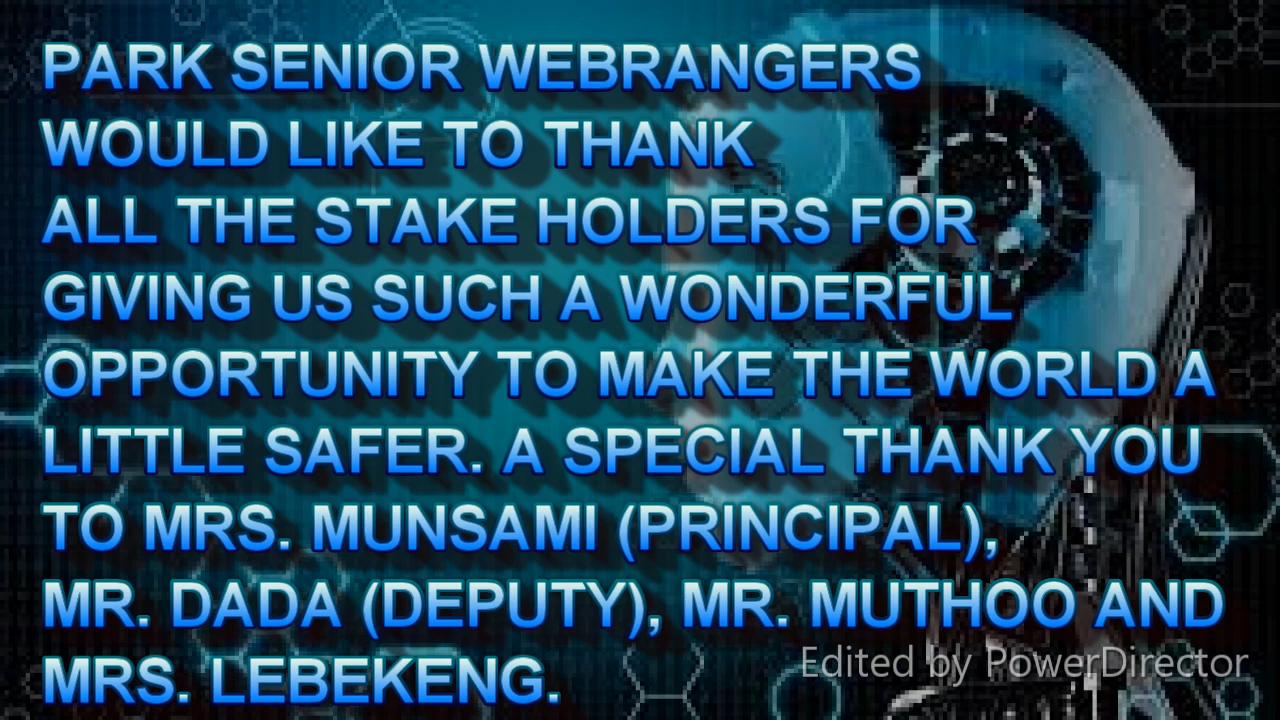 PARK SENIOR WEBRANGERS
WOULD LIKE TO THANK
ALL THE STAKE HOLDERS FOR
GIVING US SUCH A WONDERFUL
OPPORTUNITY TO MAKE THE WORLD A
LITTLE SAFER. A SPECIAL THANK YOU
TO MRS. MUNSAMI (PRINCIPAL),
MR. DADA (DEPUTY), MR. MUTHOO AND
MRS. LEBEKENG.
Edited by PowerDirector